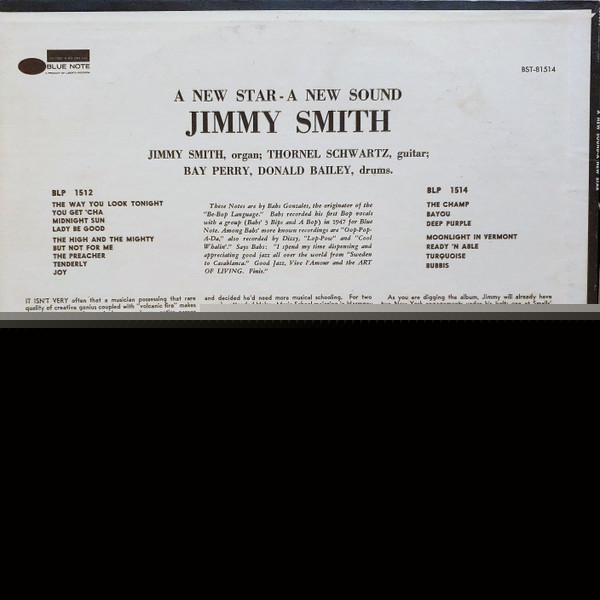 BLUE NOTE
A PRODUCT OF LIBERTY RECORDS
BST-81514
A NEW STAR - A NEW SOUND
JIMMY SMITH
JIMMY SMITH, organ; THORNEL SCHWARTZ, guitar;
BAY PERRY, DONALD BAILEY, drums.
BLP 1512
THE WAY YOU LOOK TONIGHT
YOU GET 'CHA
MIDNIGHT SUN
LADY BE GOOD
THE HIGH AND THE MIGHTY
BUT NOT FOR ME
THE PREACHER
TENDERLY
JOY
These Notes are by Babs Gonzales, the originator of the
"Be-Bop Language." Babs recorded his first Bop vocals
with a group (Babs' 3 Bips and A Bop) in 1947 for Blue
Note. Among Babs' more known recordings are "Oop-Pop-
A-Da," also recorded by Dizzy, "Lop-Pow" and "Cool
Whalin'." Says Babs: "I spend my time dispensing and
appreciating good jazz all over the world from "Sweden
to Casablanca." Good Jazz, Vive l'Amour and the ART
OF LIVING. Finis."
BLP 1514
THE CHAMP
BAYOU
DEEP PURPLE
MOONLIGHT IN VERMONT
READY 'N ABLE
TURQUOISE
BUBBIS
IT ISN'T VERY often that a musician possessing that rare
quality of creative genius coupled with "volcanic fire" makes
and decided he'd need more musical schooling. For two
As you are digging the album, Jimmy will already have
A NEW SOUND-A NEW STAR